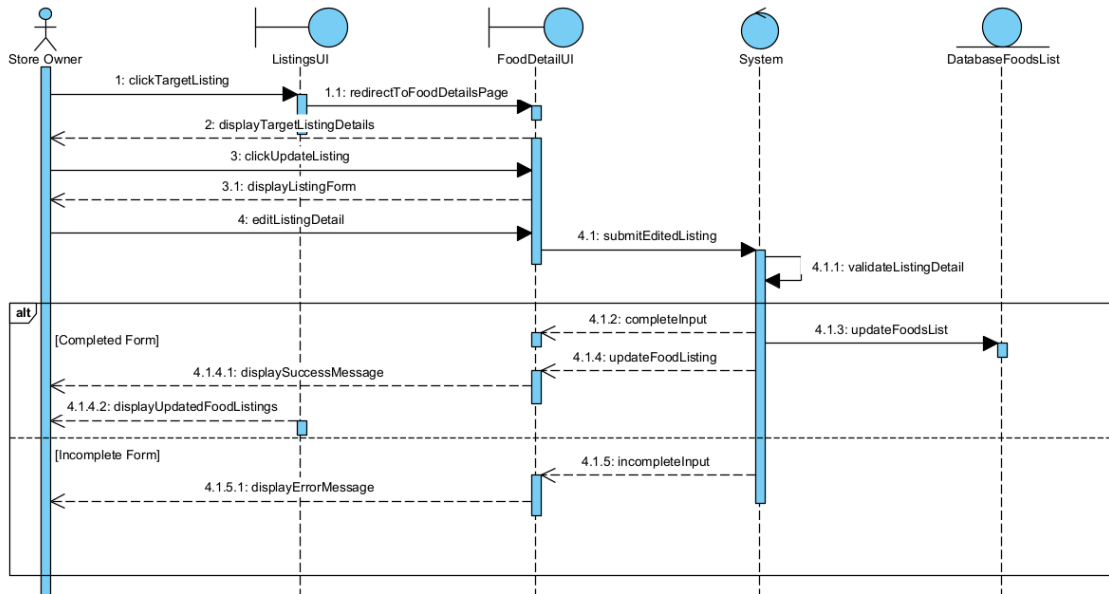 Store Owner
ListingsUI
FoodDetailUI
System
DatabaseFoodsList
1: clickTargetListing
1.1: redirectToFoodDetailsPage
2: displayTargetListingDetails
3: clickUpdateListing
3.1: displayListingForm
4: editListingDetail
4.1: submitEditedListing
4.1.1: validateListingDetail
alt
[Completed Form]
4.1.2: completeInput
4.1.3: updateFoodsList
4.1.4: updateFoodListing
4.1.4.1: displaySuccessMessage
4.1.4.2: displayUpdatedFoodListings
[Incomplete Form]
4.1.5: incompleteInput
4.1.5.1: displayErrorMessage